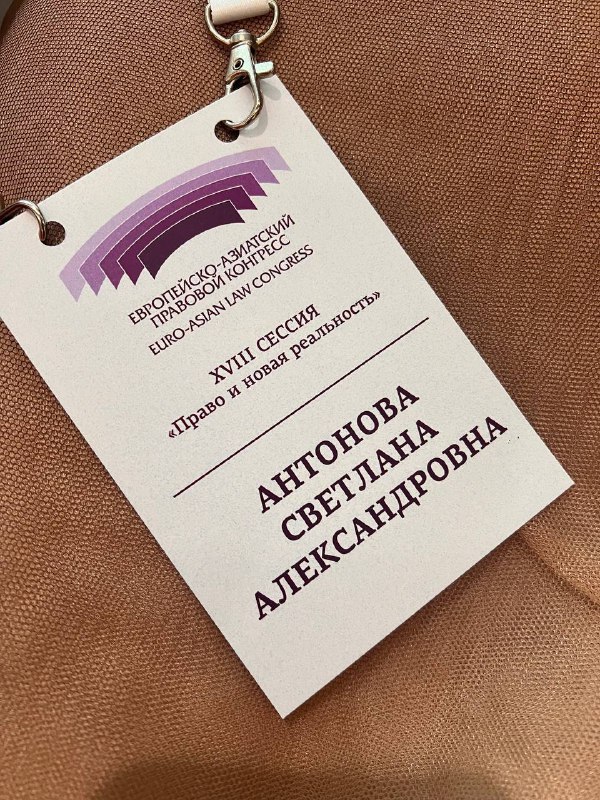 ЕВРОПЕЙСКО-АЗИАТСКИЙ
ПРАВОВОЙ КОНГРЕСС
EURO-ASIAN LAW CONGRESS
XVIII СЕССИЯ
«Право и новая реальность»
АНТОНОВА
СВЕТЛАНА
АЛЕКСАНДРОВНА